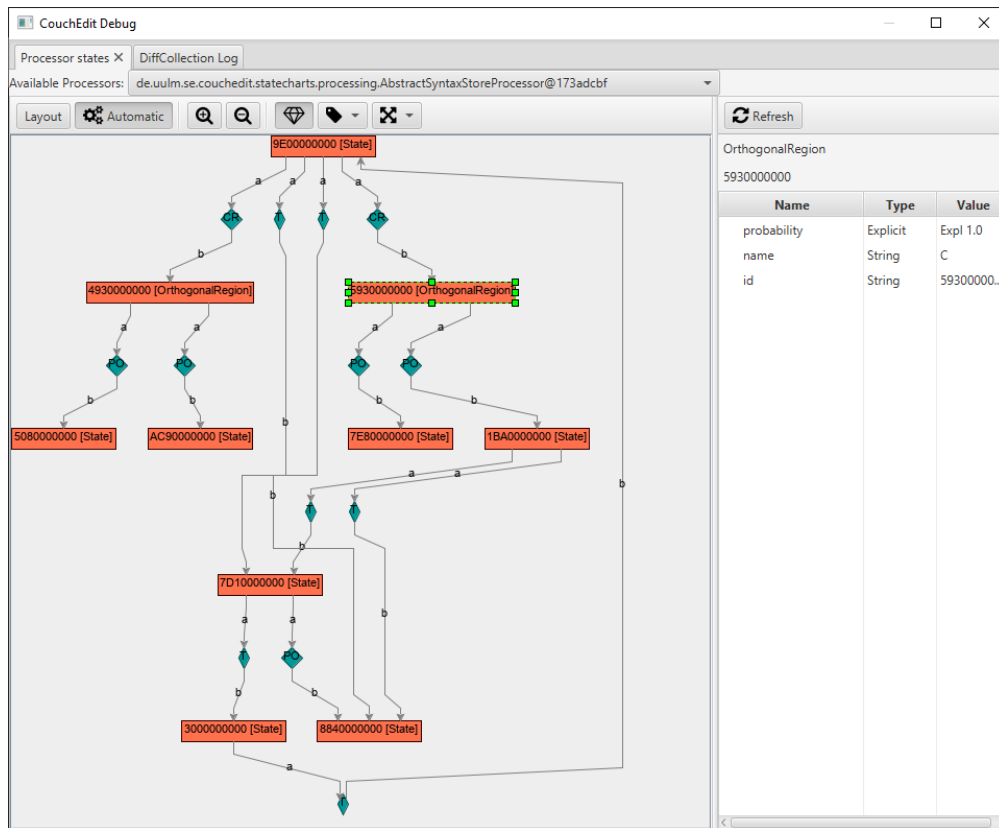 CouchEdit Debug
Processor states DiffCollection Log
Available Processors: de.uulm.se.couchedit.statecharts.processing.AbstractSyntaxStoreProcessor@173adcbf
Layout Automatic
Refresh
OrthogonalRegion
5930000000
Name Type Value
probability Explicit Expl 1.0
name String C
id String 59300000...
9E00000000 [State]
a a a a
CR T T CR
b b
4930000000 [OrthogonalRegion] 5930000000 [OrthogonalRegion]
a a a a
PO PO PO PO
b b b b
b
5080000000 [State] AC90000000 [State] 7E80000000 [State] 1BA0000000 [State]
a a
b b
T T
b
7D10000000 [State]
a a b
T PO
b b
3000000000 [State] 8840000000 [State]
a
T